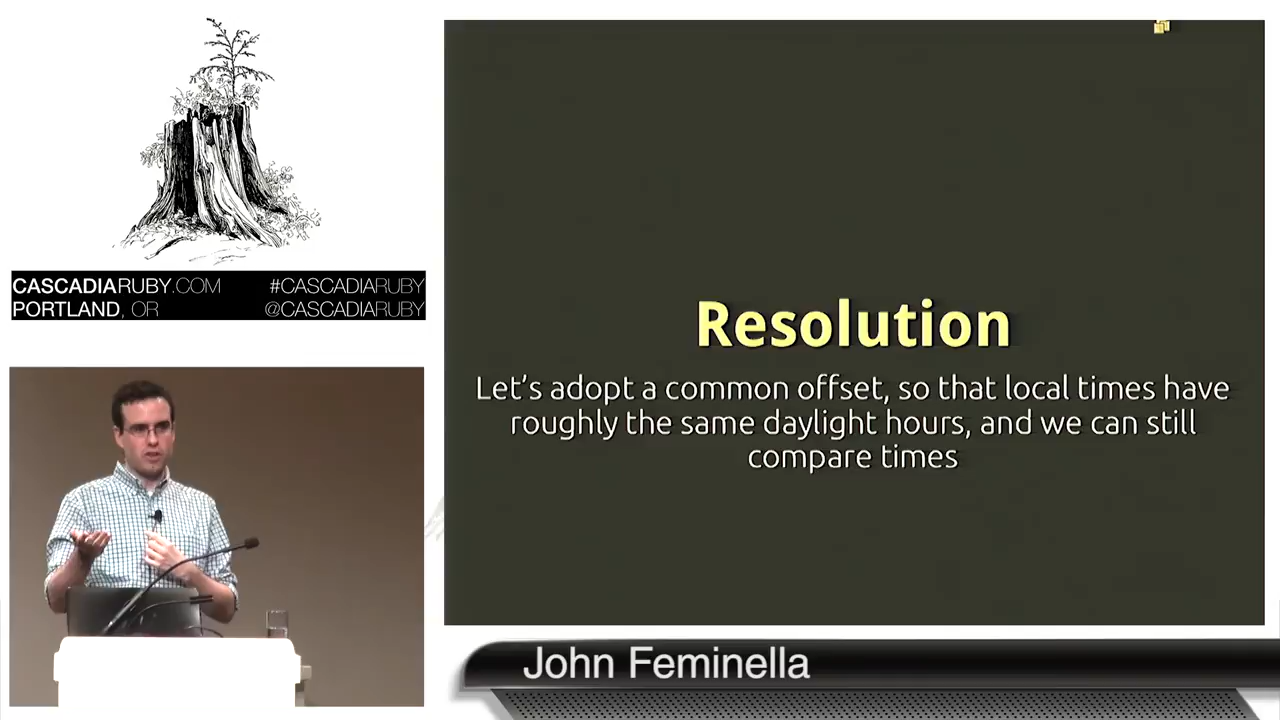 CASCADIARUBY.COM #CASCADIARUBY
PORTLAND, OR @CASCADIARUBY
Resolution
Let's adopt a common offset, so that local times have
roughly the same daylight hours, and we can still
compare times
John Feminella